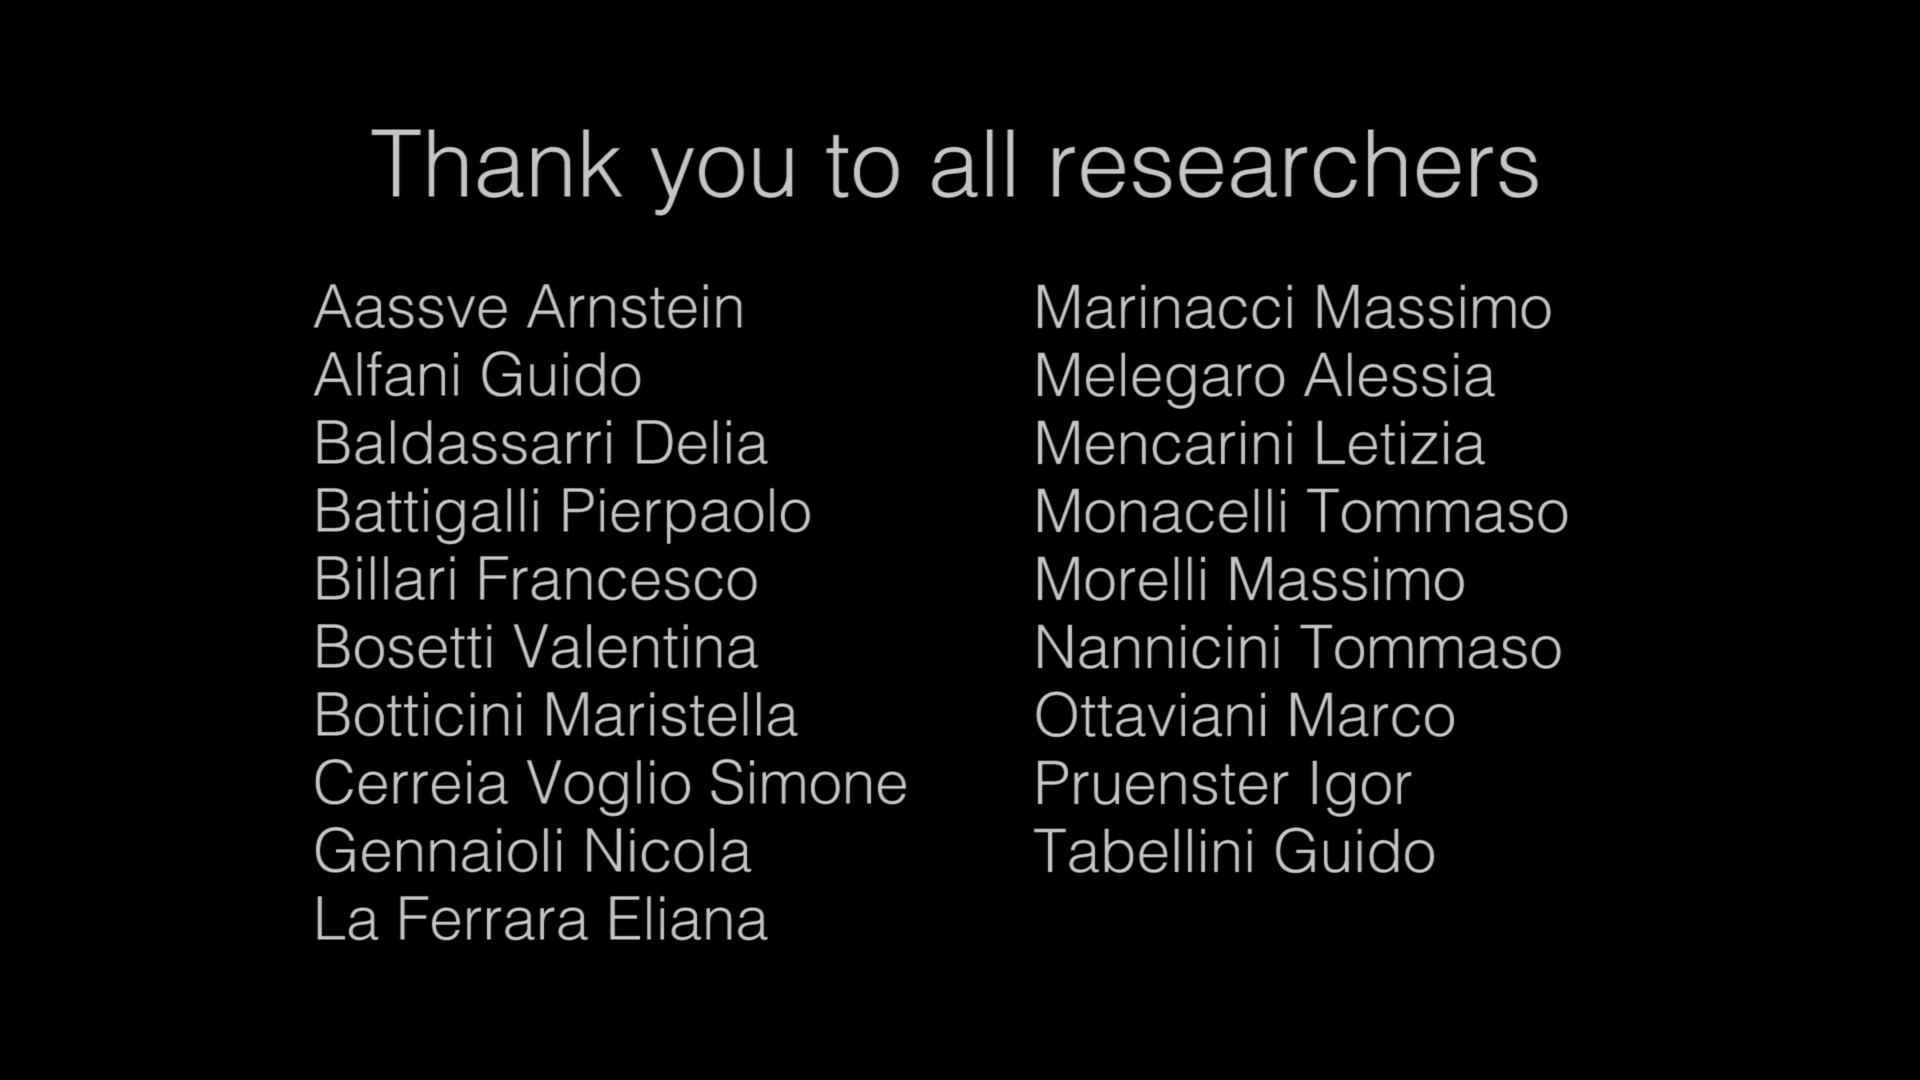 Thank you to all researchers
Aassve Arnstein
Alfani Guido
Baldassarri Delia
Battigalli Pierpaolo
Billari Francesco
Bosetti Valentina
Botticini Maristella
Cerreia Voglio Simone
Gennaioli Nicola
La Ferrara Eliana
Marinacci Massimo
Melegaro Alessia
Mencarini Letizia
Monacelli Tommaso
Morelli Massimo
Nannicini Tommaso
Ottaviani Marco
Pruenster Igor
Tabellini Guido